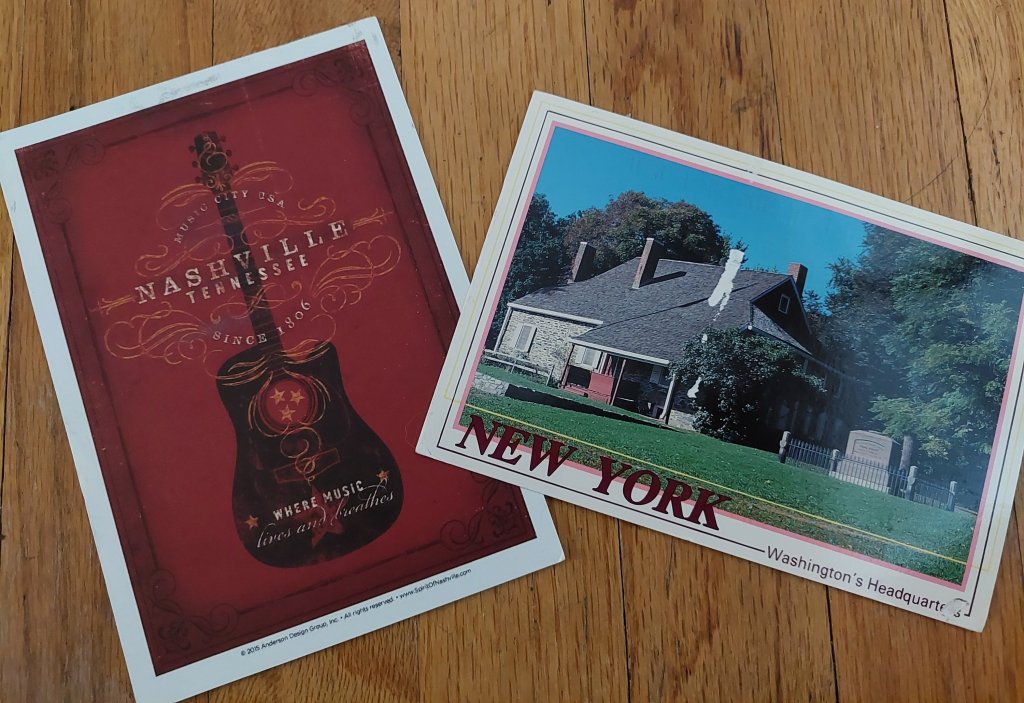 MUSIC CITY USA
NASHVILLE
TENNESSEE
SINCE 1806
WHERE MUSIC
lives and breathes
© 2015 Anderson Design Group, Inc. • All rights reserved. • www.SpiritOfNashville.com
NEW YORK
Washington's Headquarters